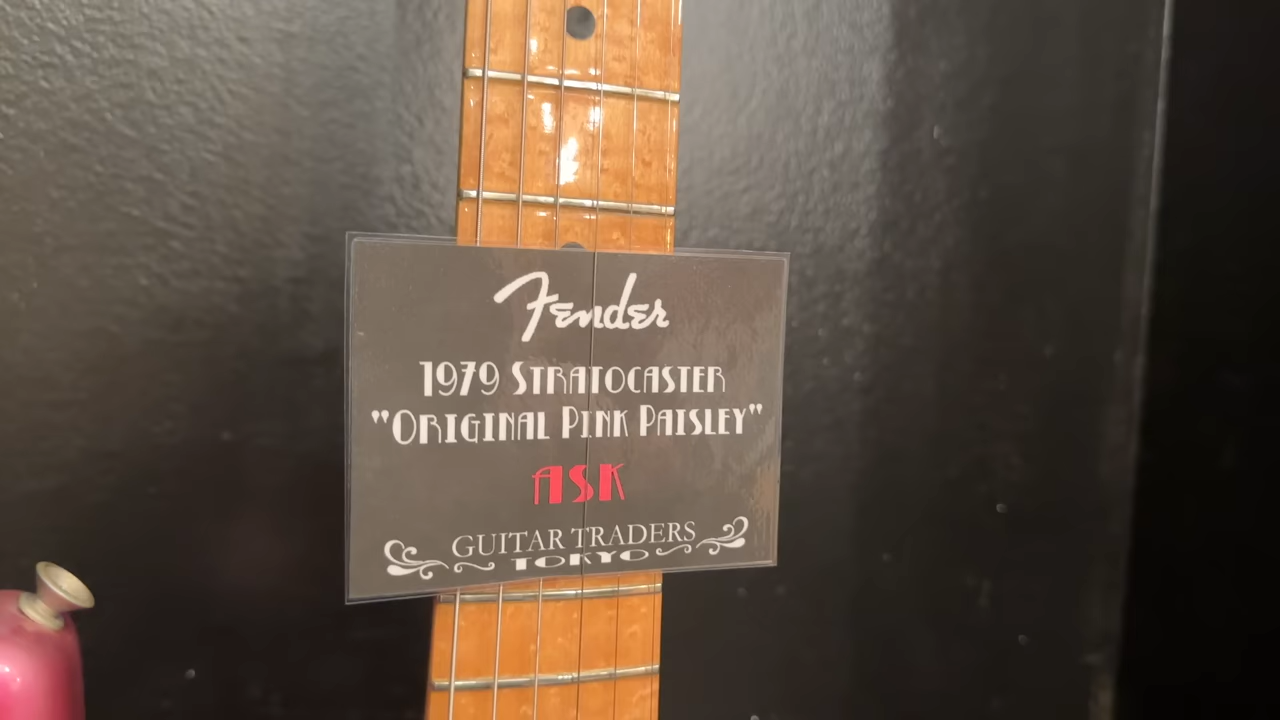 Fender
1979 STRATOCASTER
"ORIGINAL PINK PAISLEY"
ASK
GUITAR TRADERS
TOKYO